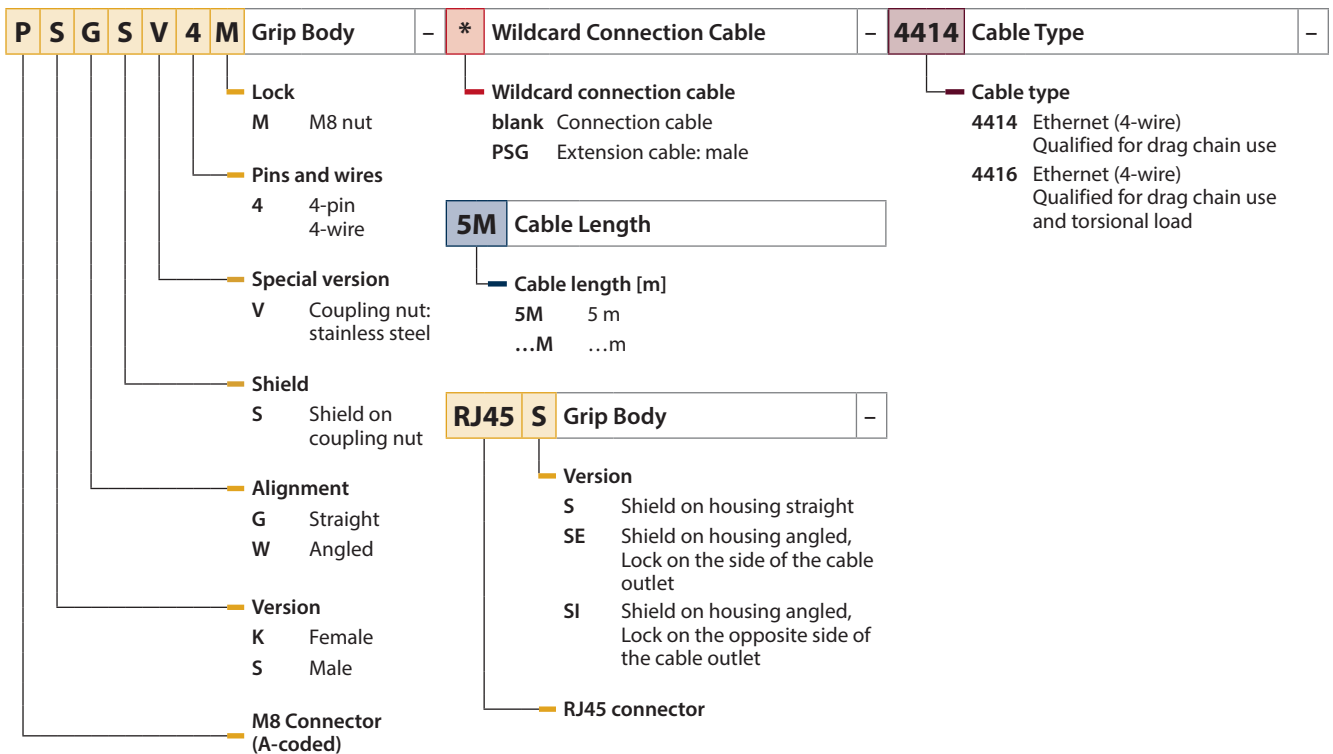 P S G S V 4 M Grip Body – * Wildcard Connection Cable – 4414 Cable Type –
Lock
M M8 nut
Pins and wires
4 4-pin
4-wire
Special version
V Coupling nut:
stainless steel
Shield
S Shield on
coupling nut
Alignment
G Straight
W Angled
Version
K Female
S Male
M8 Connector
(A-coded)
Wildcard connection cable
blank Connection cable
PSG Extension cable: male
5M Cable Length
Cable length [m]
5M 5 m
…M …m
RJ45 S Grip Body –
Version
S Shield on housing straight
SE Shield on housing angled,
Lock on the side of the cable
outlet
SI Shield on housing angled,
Lock on the opposite side of
the cable outlet
RJ45 connector
Cable type
4414 Ethernet (4-wire)
Qualified for drag chain use
4416 Ethernet (4-wire)
Qualified for drag chain use
and torsional load